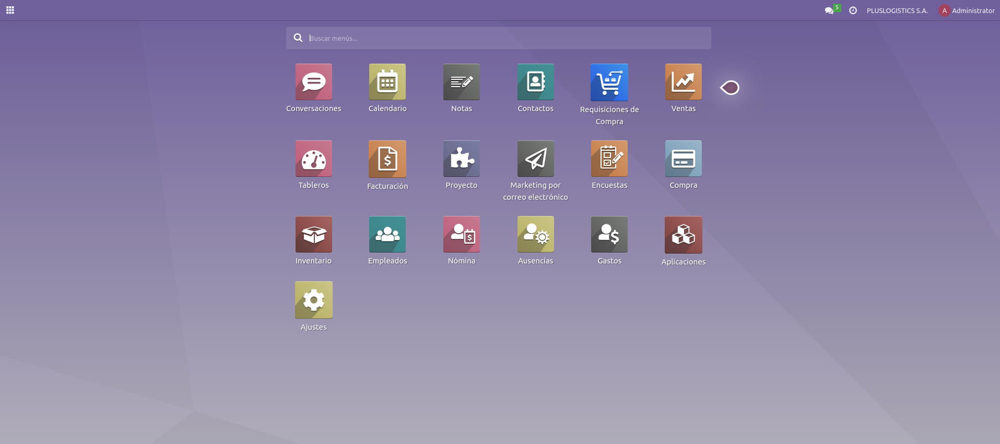 5
PLUSLOGISTICS S.A.
A
Administrator
Buscar menús...
Conversaciones
Calendario
Notas
Contactos
Requisiciones de
Compra
Ventas
Tableros
Facturación
Proyecto
Marketing por
correo electrónico
Encuestas
Compra
Inventario
Empleados
Nómina
Ausencias
Gastos
Aplicaciones
Ajustes